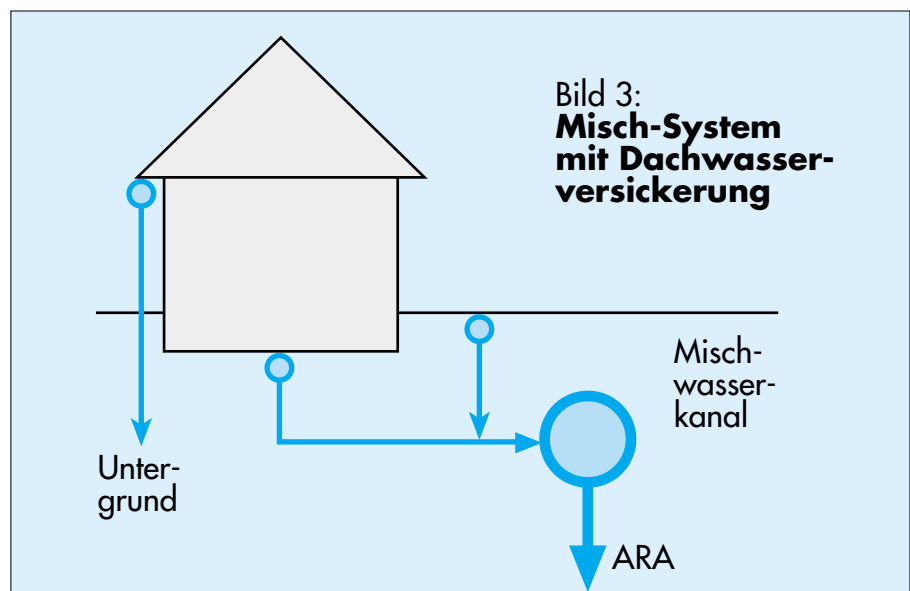 Bild 3:
Misch-System
mit Dachwasser-
versickerung
Misch-
wasser-
kanal
Unter-
grund
ARA